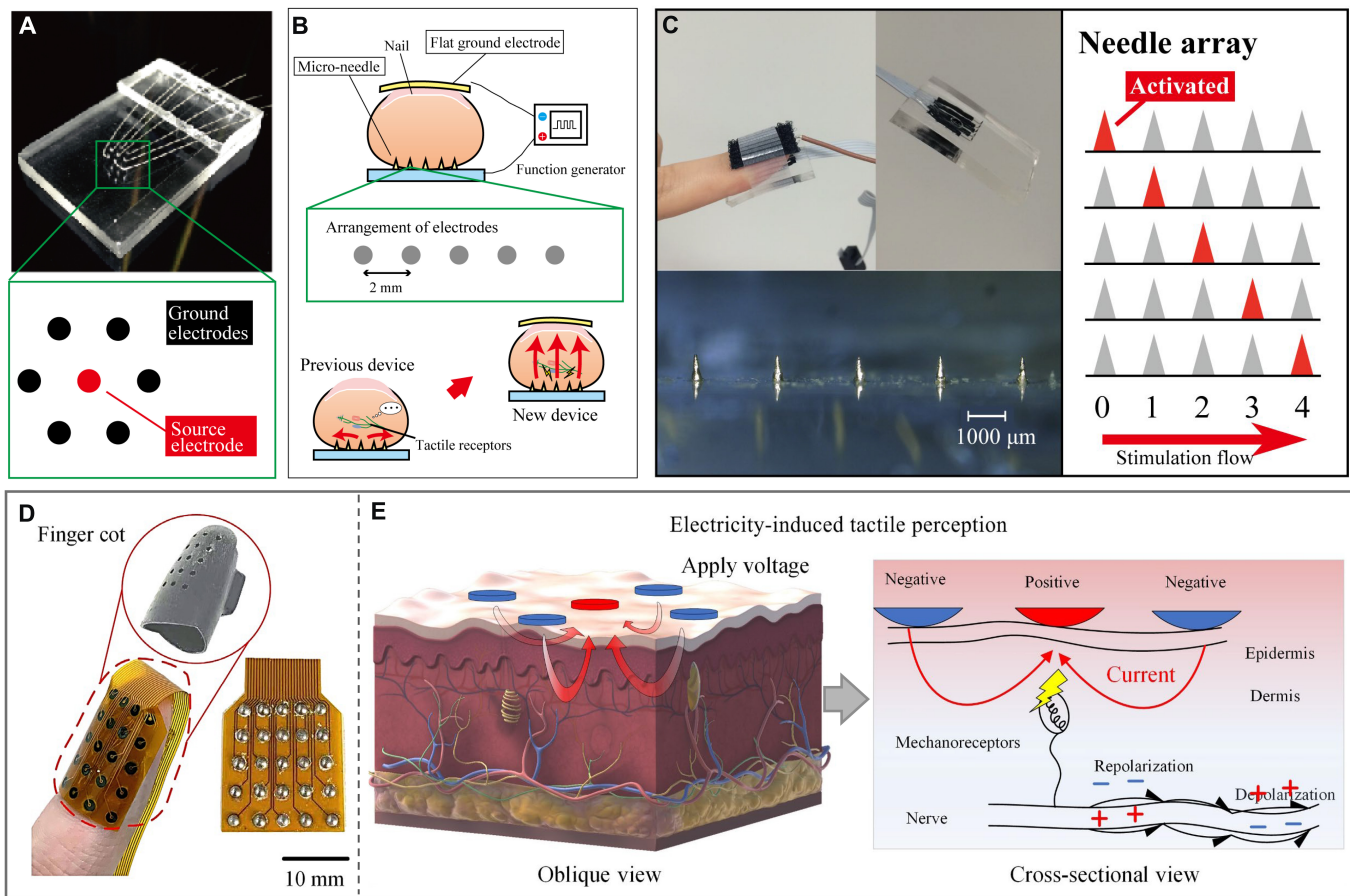 A
Ground
electrodes
Source
electrode
B
Nail
Flat ground electrode
Micro-needle
Function generator
Arrangement of electrodes
2 mm
Previous device
New device
Tactile receptors
C
1000 μm
Needle array
Activated
0 1 2 3 4
Stimulation flow
D
Finger cot
10 mm
E
Electricity-induced tactile perception
Apply voltage
Oblique view
Negative Positive Negative
Epidermis
Current
Dermis
Mechanoreceptors
Repolarization
Depolarization
Nerve
Cross-sectional view